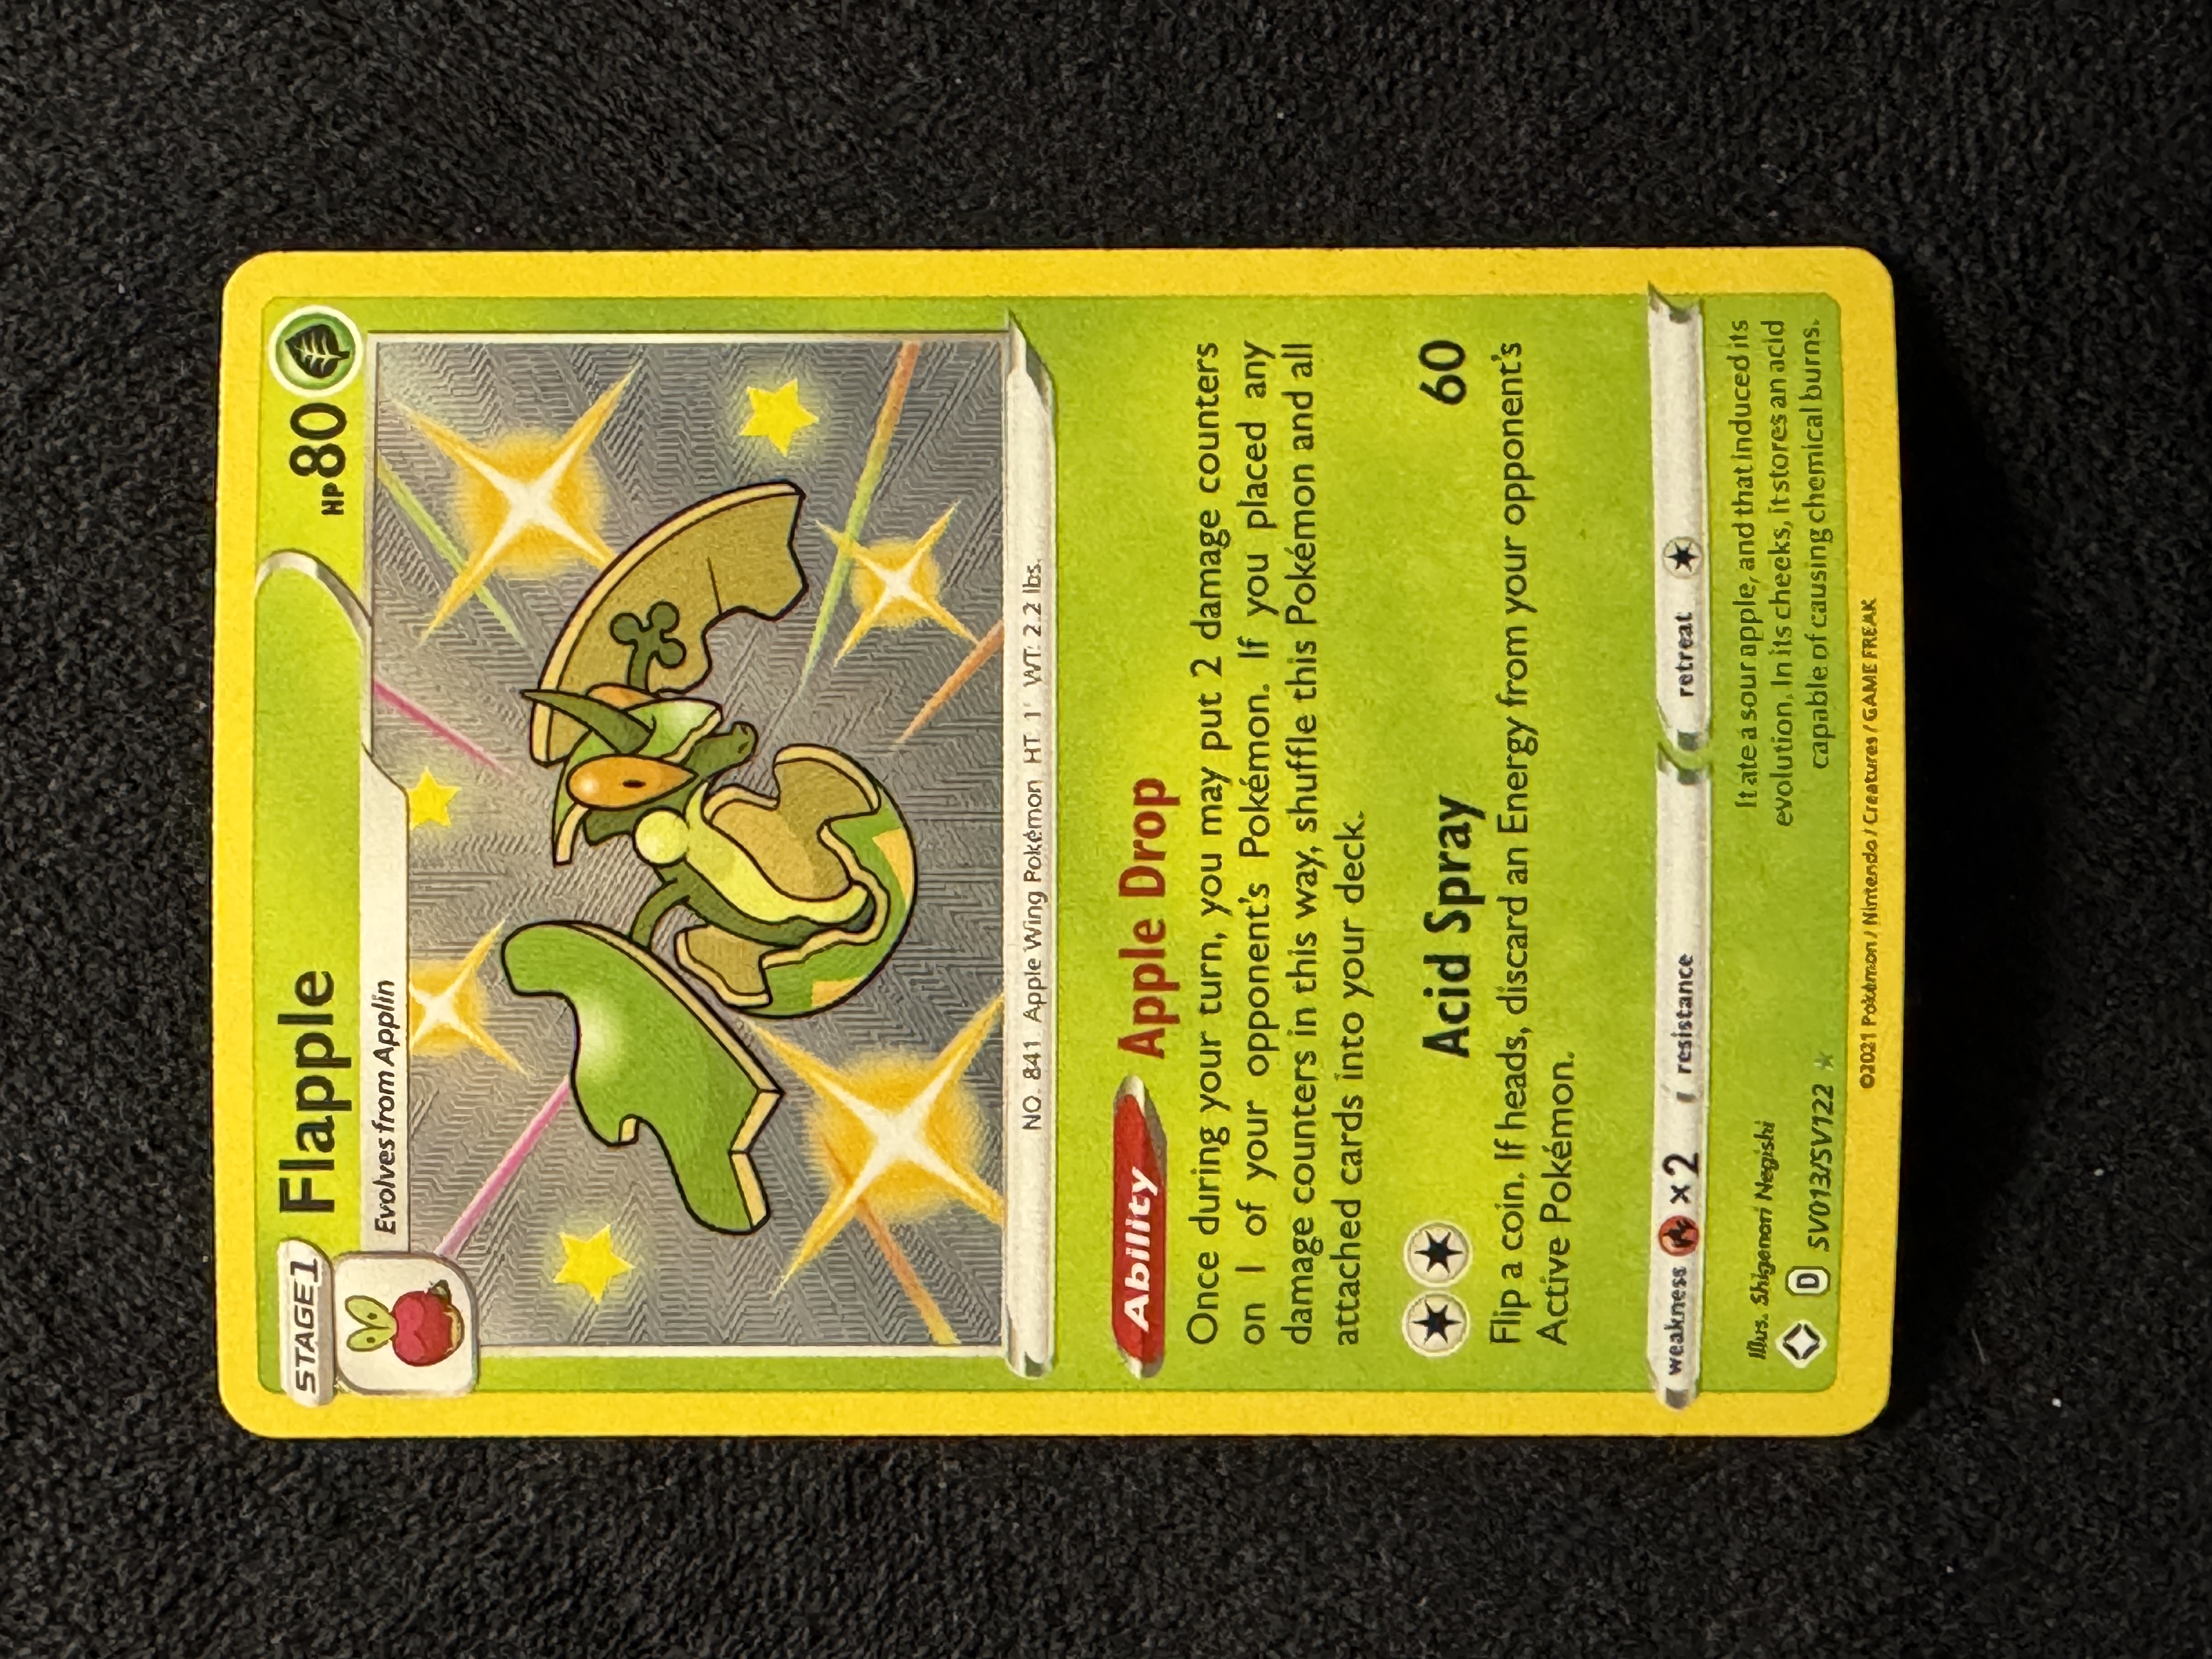 STAGE1
Flapple
HP 80
Evolves from Applin
NO. 841 Apple Wing Pokémon HT 1' WT: 2.2 lbs.
Ability Apple Drop
Once during your turn, you may put 2 damage counters
on 1 of your opponent's Pokémon. If you placed any
damage counters in this way, shuffle this Pokémon and all
attached cards into your deck.
Acid Spray 60
Flip a coin. If heads, discard an Energy from your opponent's
Active Pokémon.
weakness ×2 resistance retreat
Illus. Shigenori Negishi
D SV013/SV122 ★
It ate a sour apple, and that induced its
evolution. In its cheeks, it stores an acid
capable of causing chemical burns.
©2021 Pokémon / Nintendo / Creatures / GAME FREAK